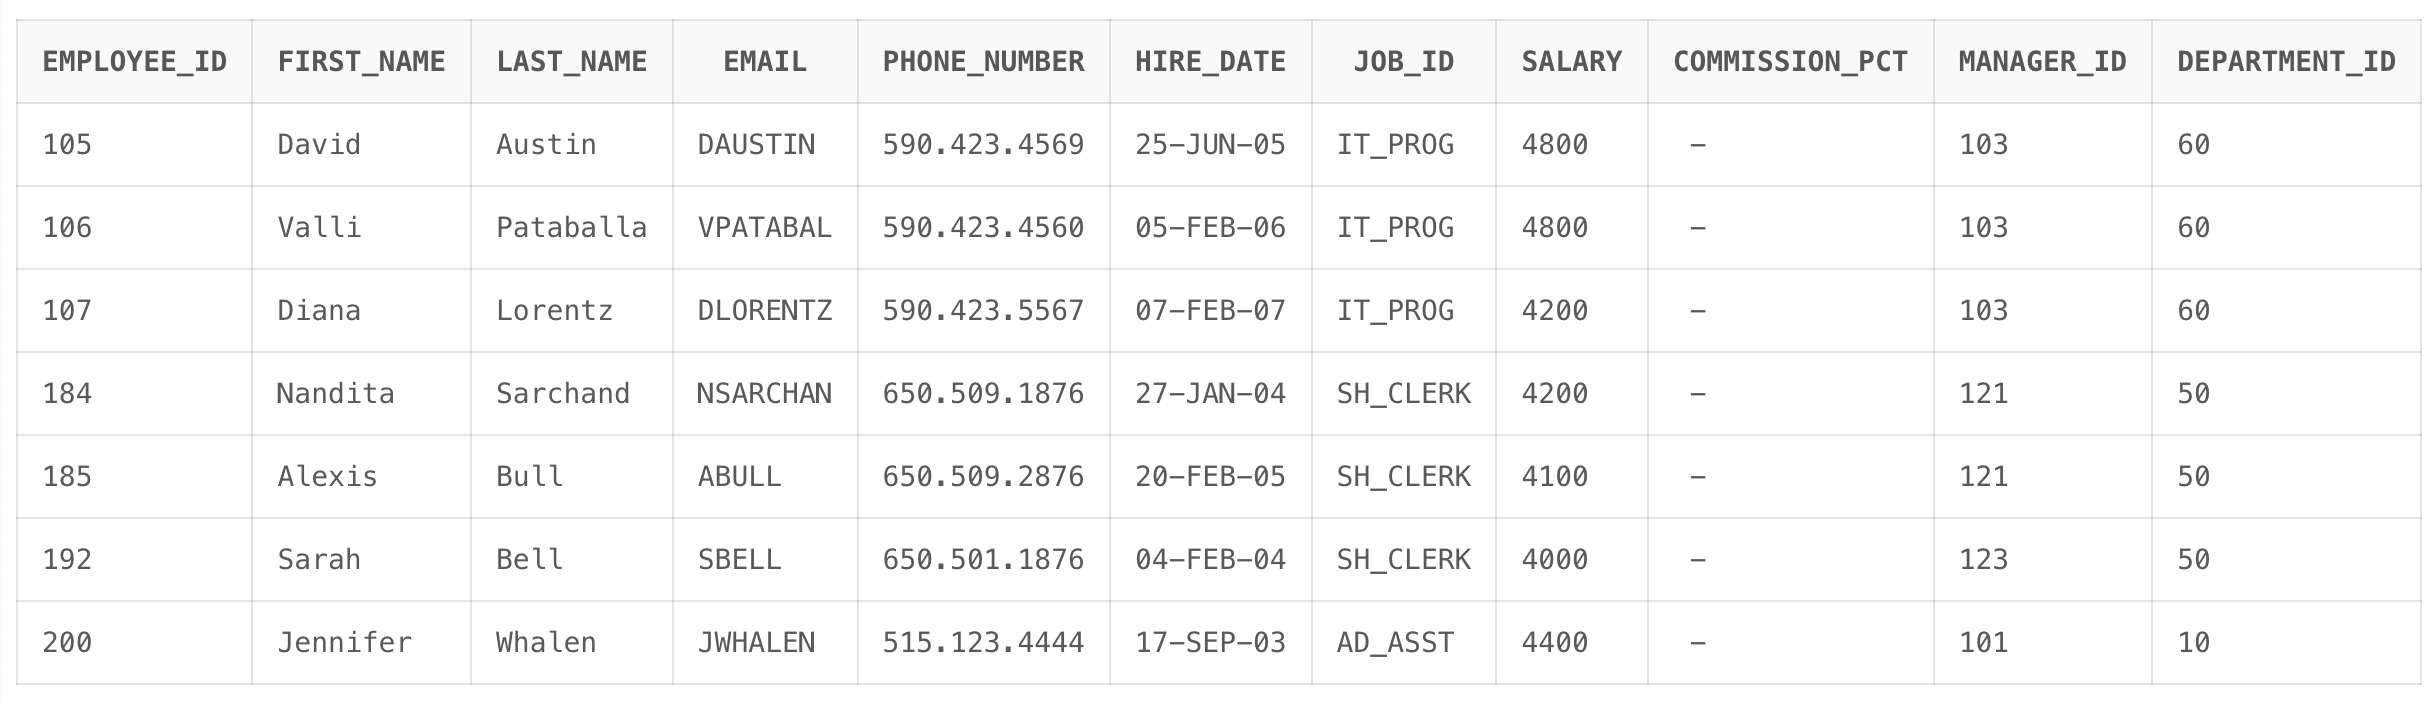 EMPLOYEE_ID FIRST_NAME LAST_NAME EMAIL PHONE_NUMBER HIRE_DATE JOB_ID SALARY COMMISSION_PCT MANAGER_ID DEPARTMENT_ID
105 David Austin DAUSTIN 590.423.4569 25-JUN-05 IT_PROG 4800 - 103 60
106 Valli Pataballa VPATABAL 590.423.4560 05-FEB-06 IT_PROG 4800 - 103 60
107 Diana Lorentz DLORENTZ 590.423.5567 07-FEB-07 IT_PROG 4200 - 103 60
184 Nandita Sarchand NSARCHAN 650.509.1876 27-JAN-04 SH_CLERK 4200 - 121 50
185 Alexis Bull ABULL 650.509.2876 20-FEB-05 SH_CLERK 4100 - 121 50
192 Sarah Bell SBELL 650.501.1876 04-FEB-04 SH_CLERK 4000 - 123 50
200 Jennifer Whalen JWHALEN 515.123.4444 17-SEP-03 AD_ASST 4400 - 101 10